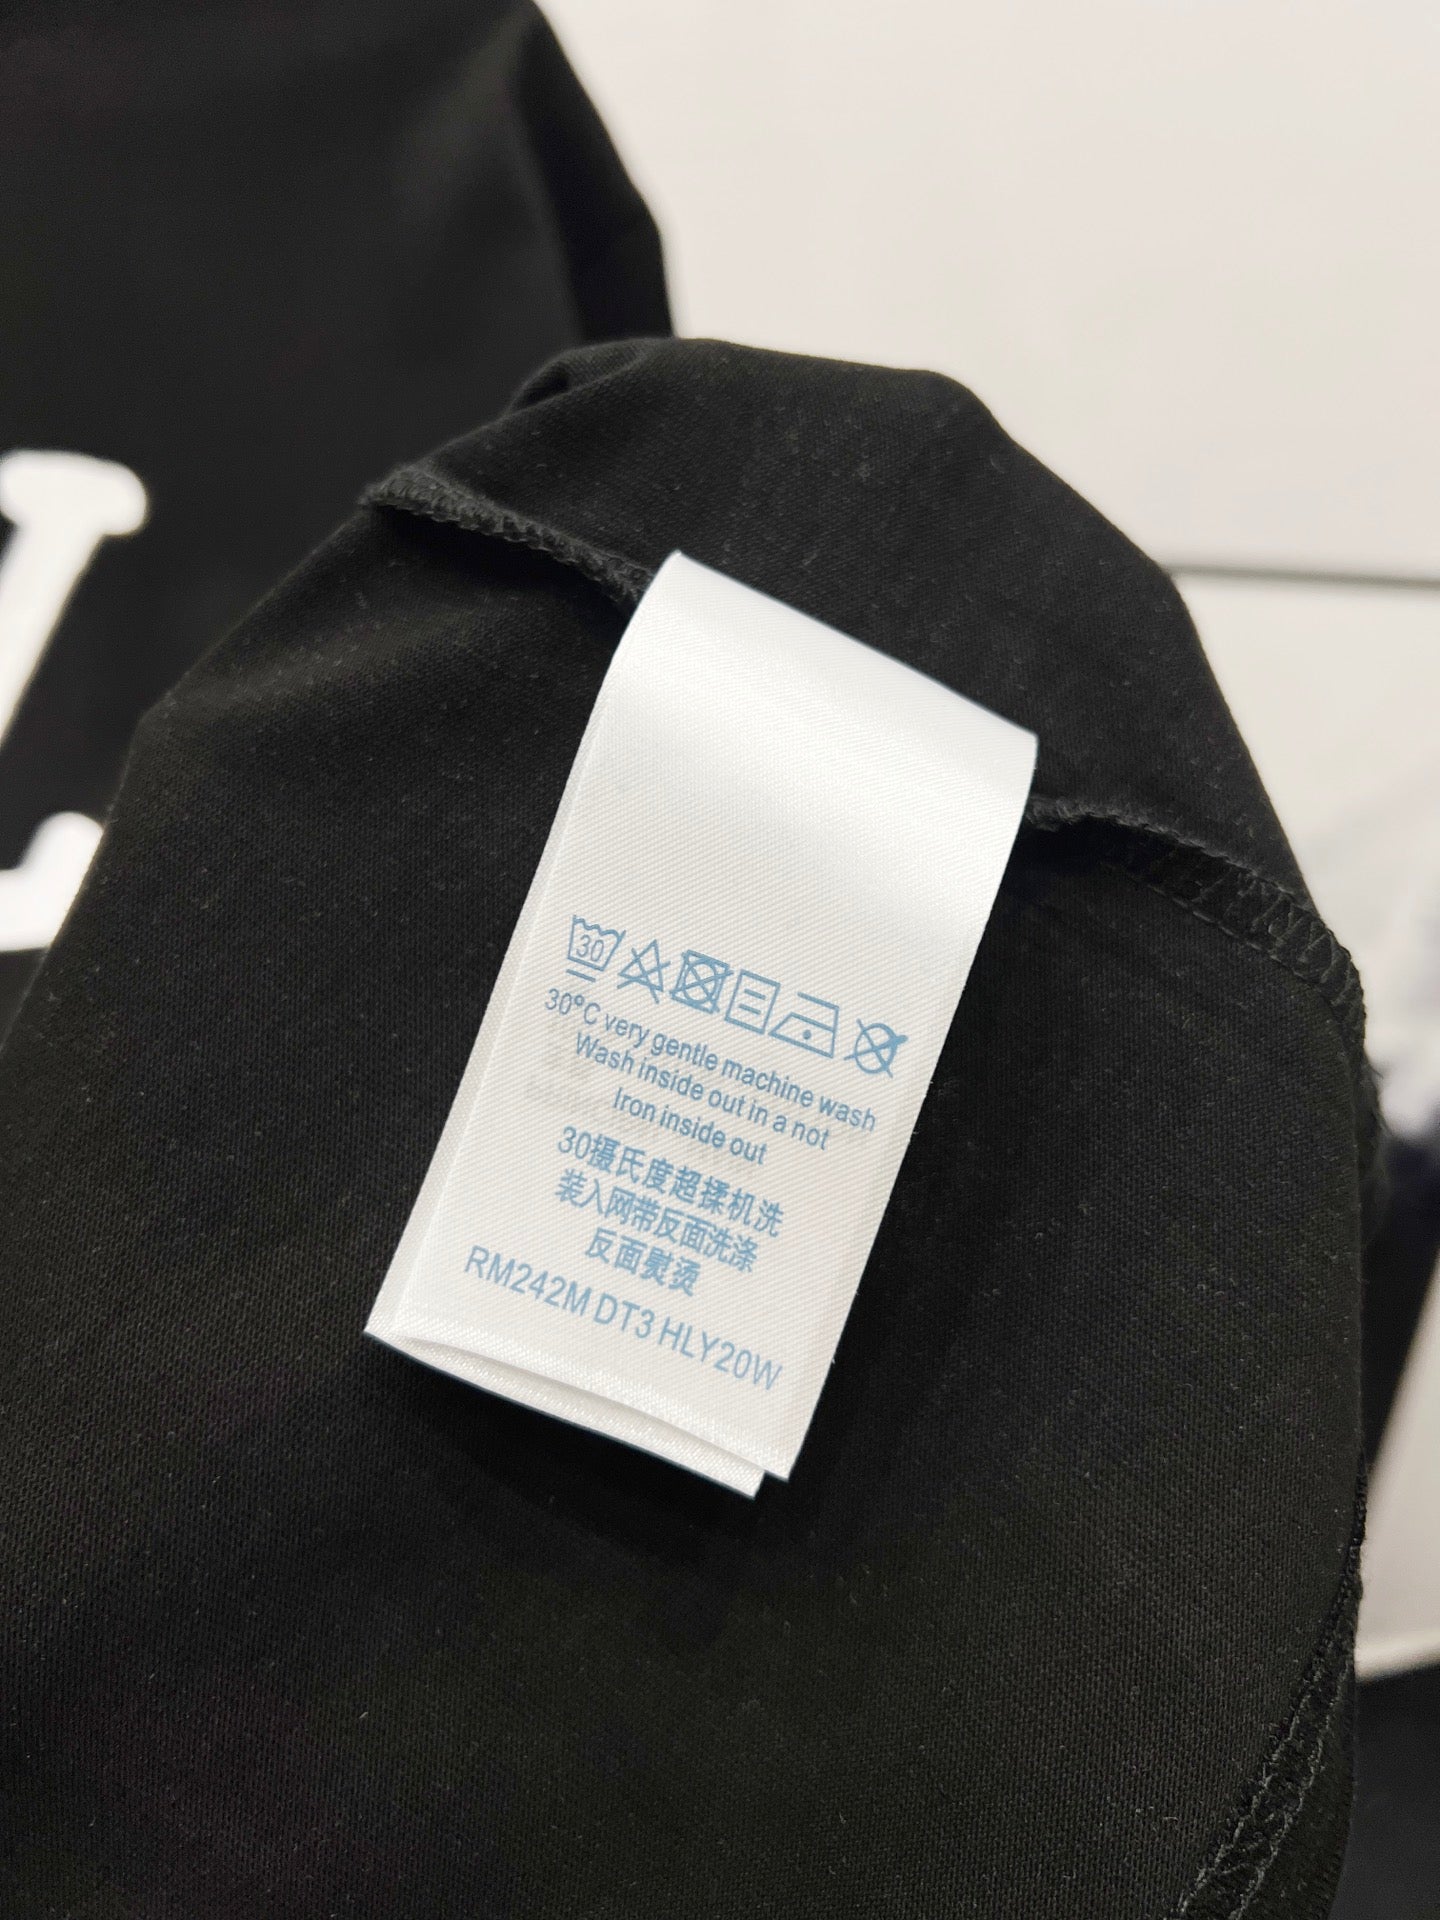 30
30°C very gentle machine wash
Wash inside out in a not
Iron inside out
30摄氏度超揉机洗
装入网带反面洗涤
反面熨烫
RM242M DT3 HLY20W